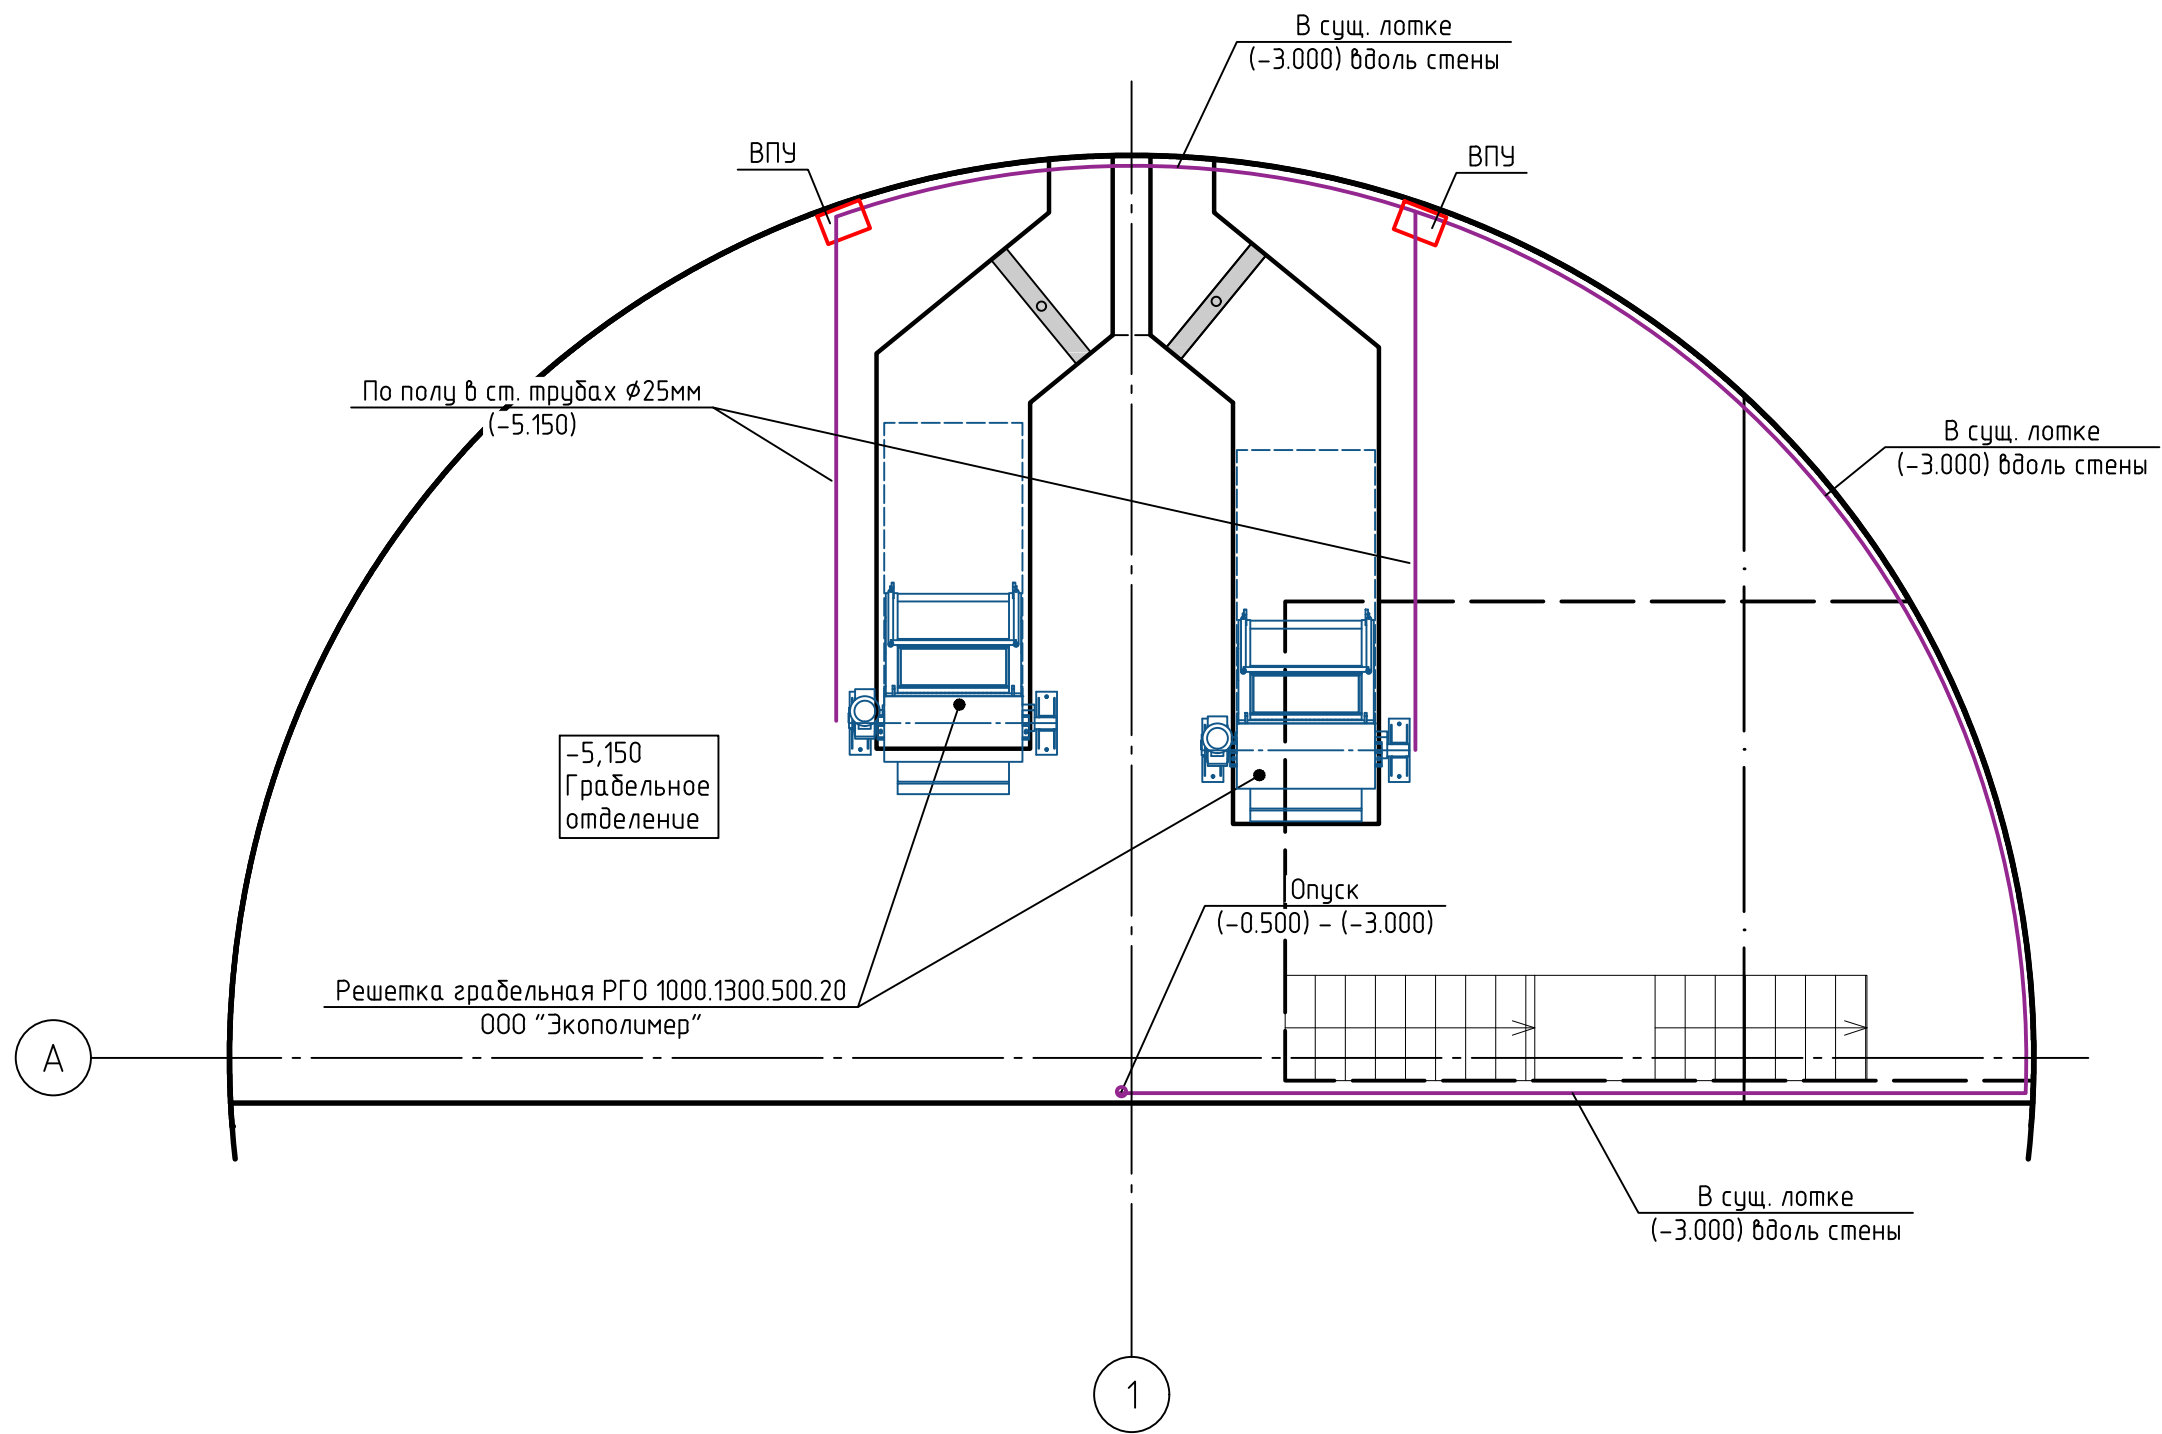 В сущ. лотке
(-3.000) вдоль стены
ВПУ
ВПУ
По полу в ст. трубах Ø25мм
(-5.150)
В сущ. лотке
(-3.000) вдоль стены
-5,150
Грабельное
отделение
Опуск
(-0.500) - (-3.000)
Решетка грабельная РГО 1000.1300.500.20
ООО "Экополимер"
А
В сущ. лотке
(-3.000) вдоль стены
1